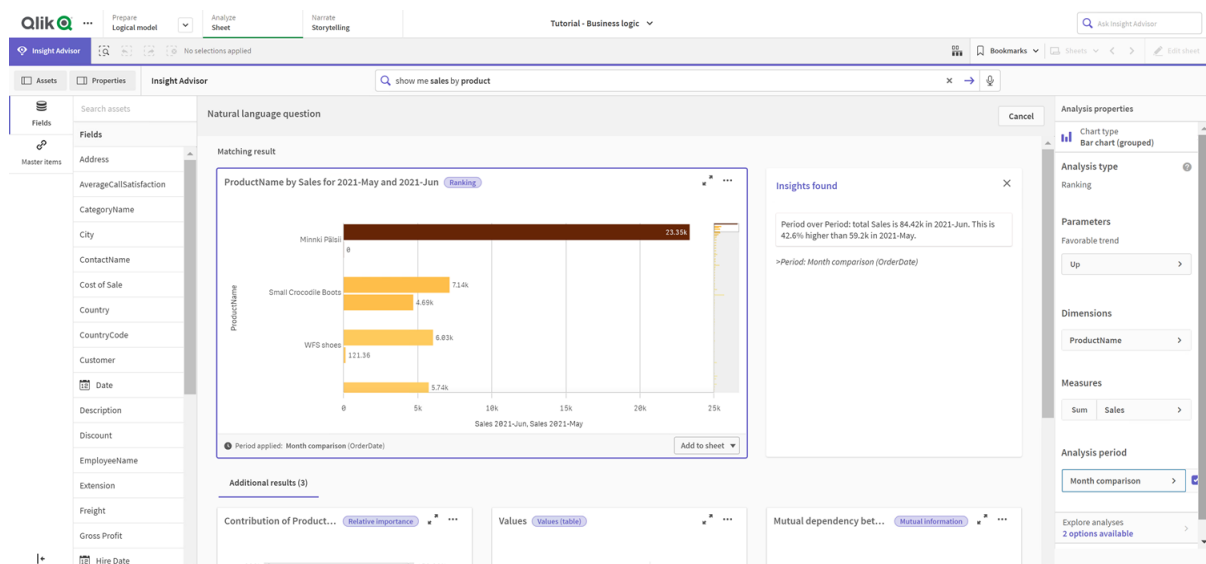 Qlik
Prepare
Logical model
Analyze
Sheet
Narrate
Storytelling
Tutorial - Business logic
Ask Insight Advisor
Insight Advisor
No selections applied
Bookmarks
Sheets
Edit sheet
Assets
Properties
Insight Advisor
show me sales by product
Fields
Master items
Search assets
Fields
Address
AverageCallSatisfaction
CategoryName
City
ContactName
Cost of Sale
Country
CountryCode
Customer
Date
Description
Discount
EmployeeName
Extension
Freight
Gross Profit
Hire Date
Natural language question
Cancel
Matching result
ProductName by Sales for 2021-May and 2021-Jun
Ranking
ProductName
Minnki Pälsii
23.35k
0
Small Crocodile Boots
7.14k
4.69k
WFS shoes
6.03k
121.36
5.74k
0
5k
10k
15k
20k
25k
Sales 2021-Jun, Sales 2021-May
Period applied: Month comparison (OrderDate)
Add to sheet
Insights found
Period over Period: total Sales is 84.42k in 2021-Jun. This is
42.6% higher than 59.2k in 2021-May.
>Period: Month comparison (OrderDate)
Additional results (3)
Contribution of Product...
Relative importance
Values
Values (table)
Mutual dependency bet...
Mutual information
Analysis properties
Chart type
Bar chart (grouped)
Analysis type
Ranking
Parameters
Favorable trend
Up
Dimensions
ProductName
Measures
Sum
Sales
Analysis period
Month comparison
Explore analyses
2 options available